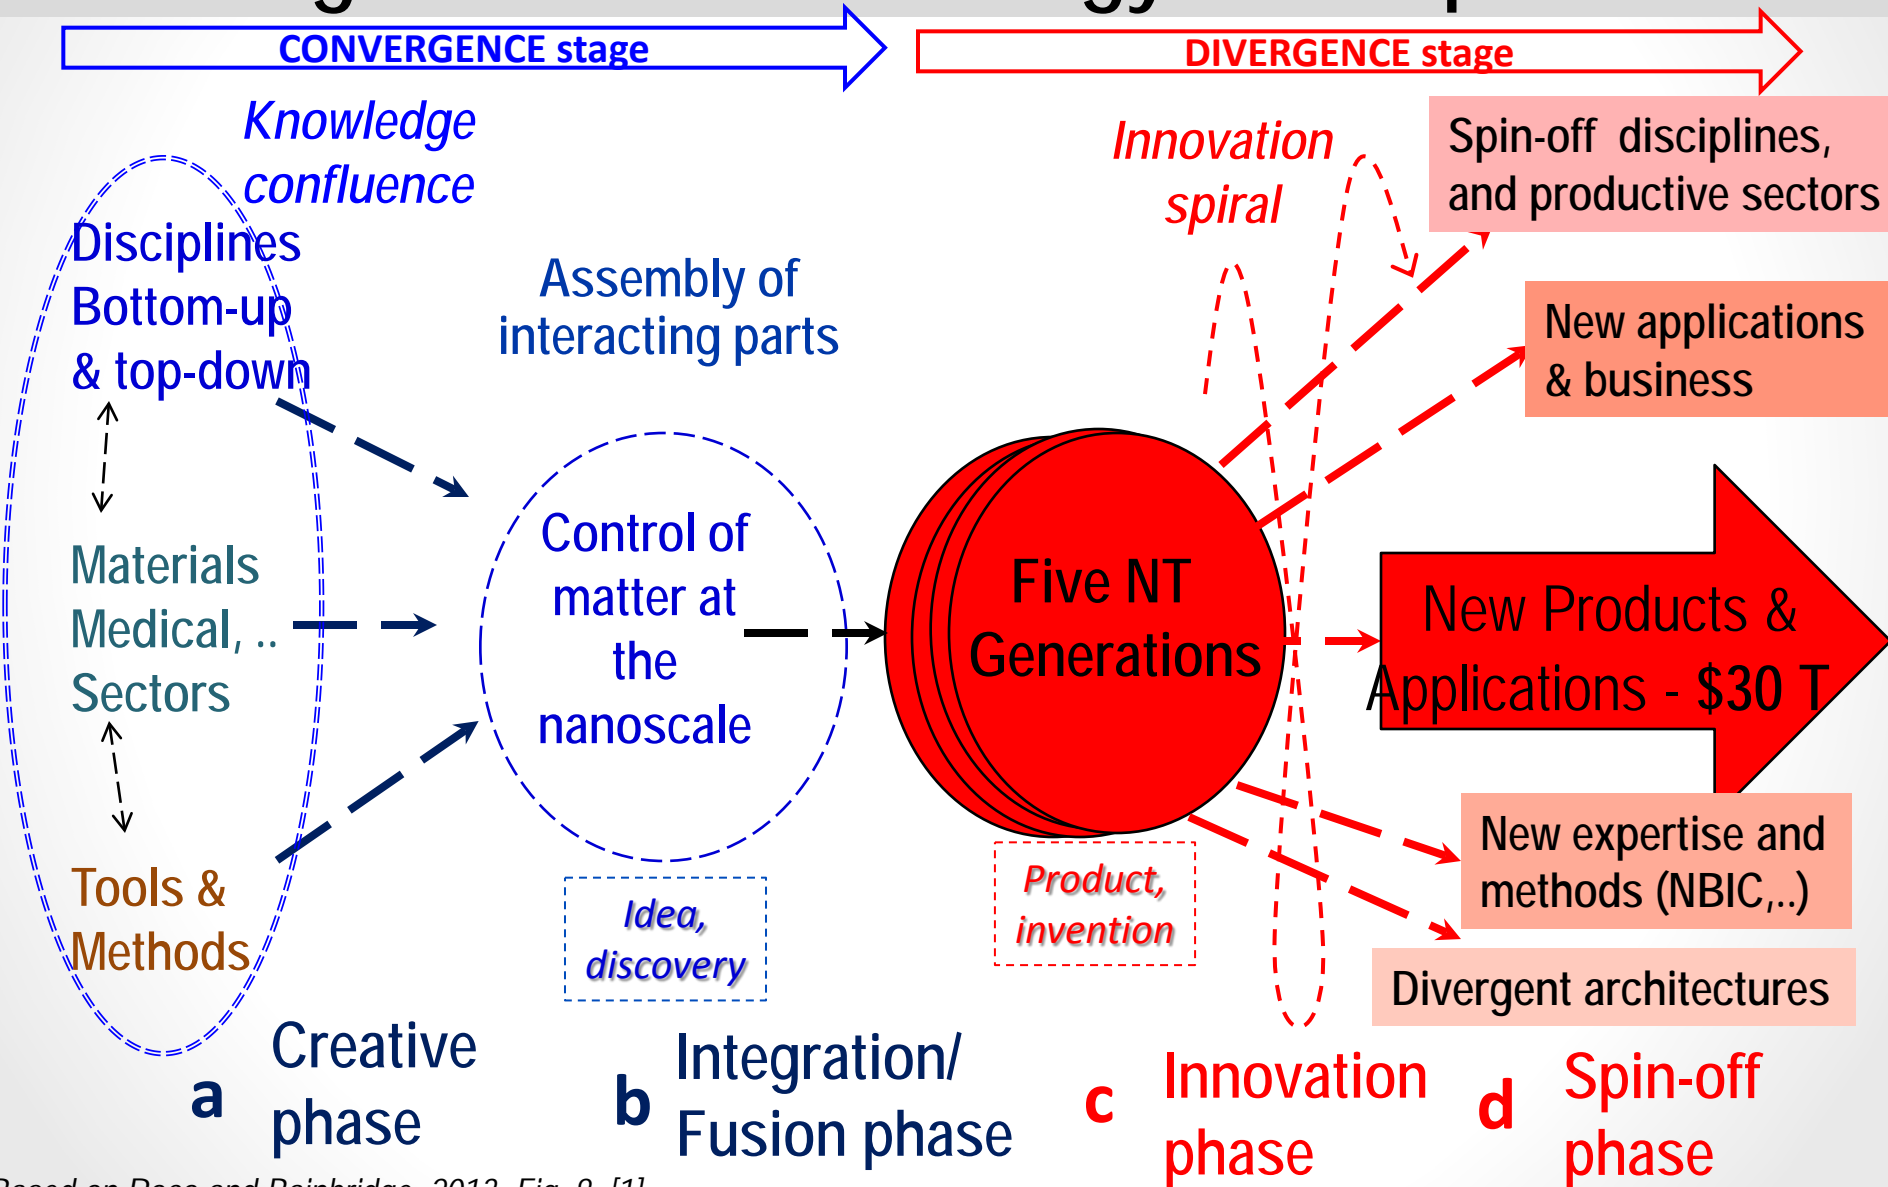 CONVERGENCE stage
DIVERGENCE stage
Knowledge
confluence
Innovation
spiral
Spin-off disciplines,
and productive sectors
Disciplines
Bottom-up
& top-down
Assembly of
interacting parts
New applications
& business
Materials
Medical, ..
Sectors
Control of
matter at
the
nanoscale
Five NT
Generations
New Products &
Applications - $30 T
Tools &
Methods
Idea,
discovery
Product,
invention
New expertise and
methods (NBIC,..)
Divergent architectures
a Creative
phase
b Integration/
Fusion phase
c Innovation
phase
d Spin-off
phase